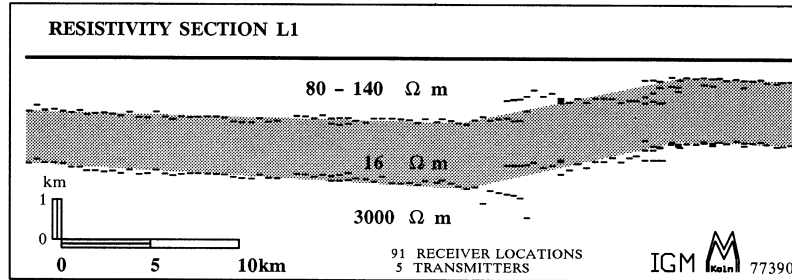 RESISTIVITY SECTION L1
80 – 140 Ω m
16 Ω m
km
1
0
3000 Ω m
0 5 10km
91 RECEIVER LOCATIONS
5 TRANSMITTERS
IGM Köln 77390